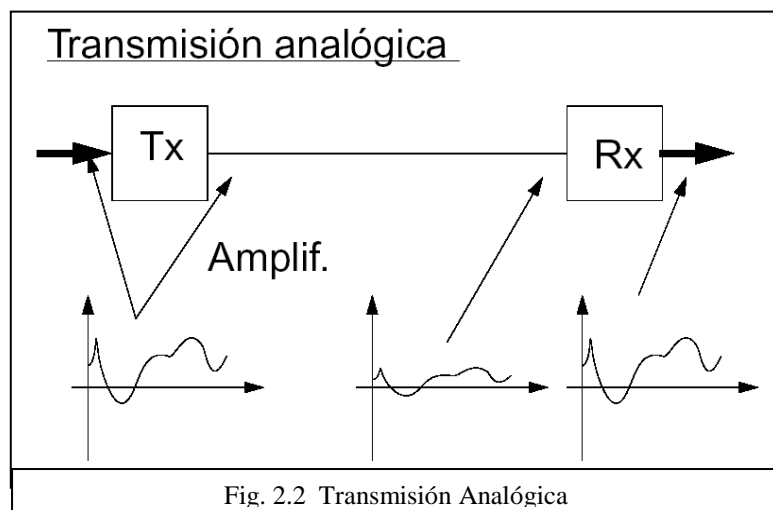 Transmisión analógica
Tx
Rx
Amplif.
Fig. 2.2 Transmisión Analógica